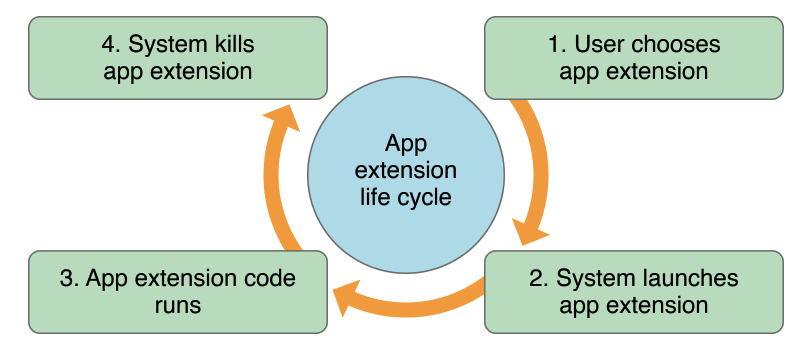 4. System kills
app extension
1. User chooses
app extension
App
extension
life cycle
3. App extension code
runs
2. System launches
app extension